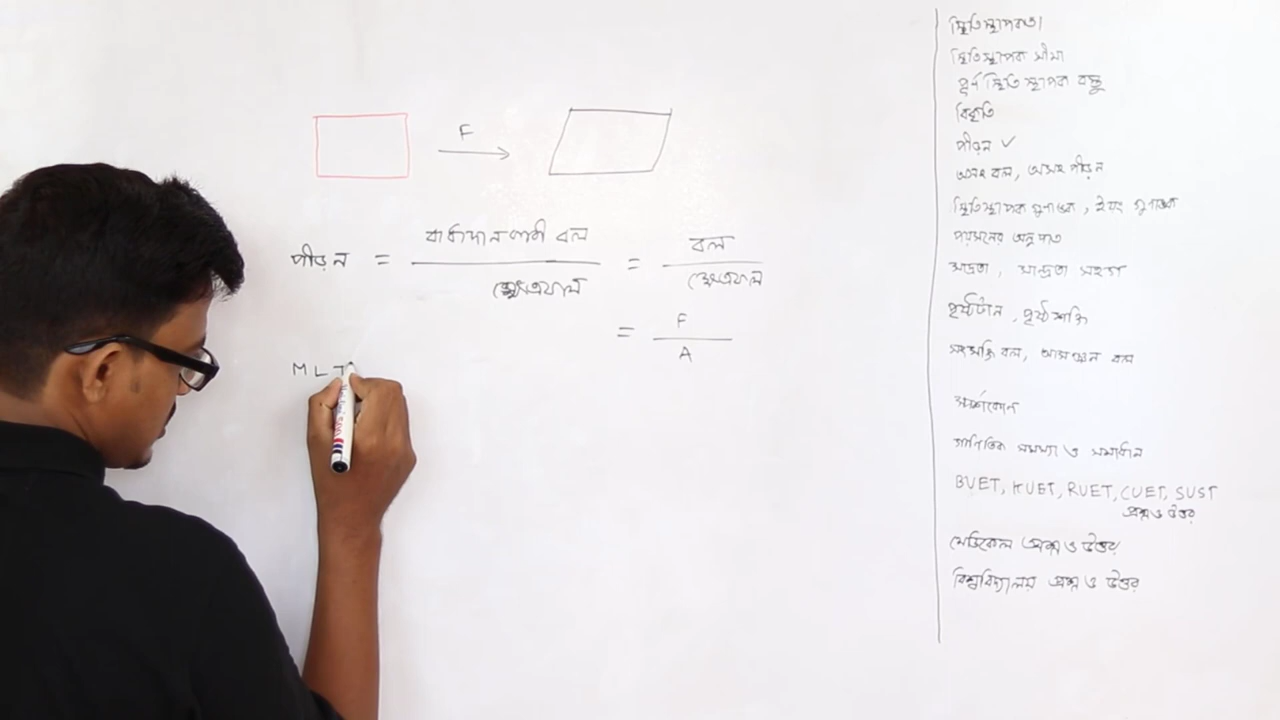 F
পীড়ন = বাধাদানকারী বল / ক্ষেত্রফল = বল / ক্ষেত্রফল
= F / A
M L T
স্থিতিস্থাপকতা
স্থিতিস্থাপক সীমা
পূর্ণ স্থিতিস্থাপক বস্তু
বিকৃতি
পীড়ন ✓
অসহ বল, অসহ পীড়ন
স্থিতিস্থাপক গুণাঙ্ক, ইয়ং গুণাঙ্ক
পয়সনের অনুপাত
সান্দ্রতা, সান্দ্রতা সহগ
পৃষ্ঠটান, পৃষ্ঠশক্তি
সংসক্তি বল, আসঞ্জন বল
স্পর্শকোন
গাণিতিক সমস্যা ও সমাধান
BUET, KUET, RUET, CUET, SUST
প্রশ্ন ও উত্তর
মেডিকেল প্রশ্ন ও উত্তর
বিশ্ববিদ্যালয় প্রশ্ন ও উত্তর